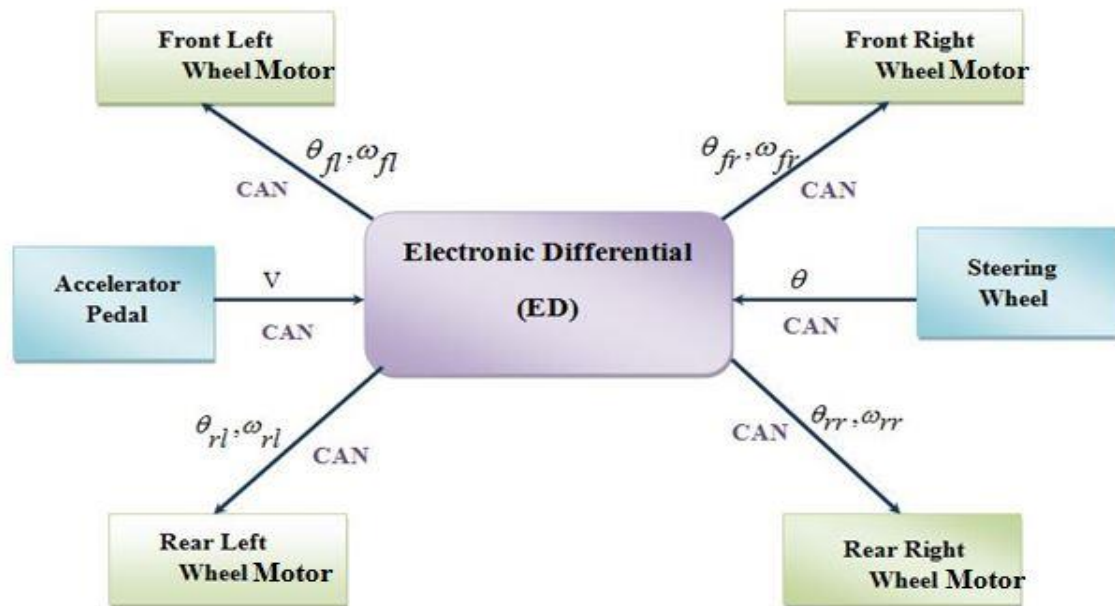 Front Left
Wheel Motor
Front Right
Wheel Motor
θfl,ωfl
CAN
θfr,ωfr
CAN
Accelerator
Pedal
V
CAN
Electronic Differential
(ED)
θ
CAN
Steering
Wheel
θrl,ωrl
CAN
θrr,ωrr
CAN
Rear Left
Wheel Motor
Rear Right
Wheel Motor